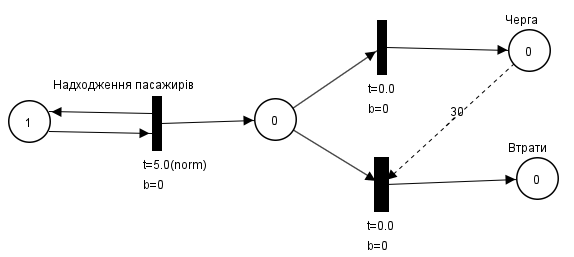 Черга
0
t=0.0
b=0
Надходження пасажирів
1
0
30
t=5.0(norm)
b=0
Втрати
0
t=0.0
b=0